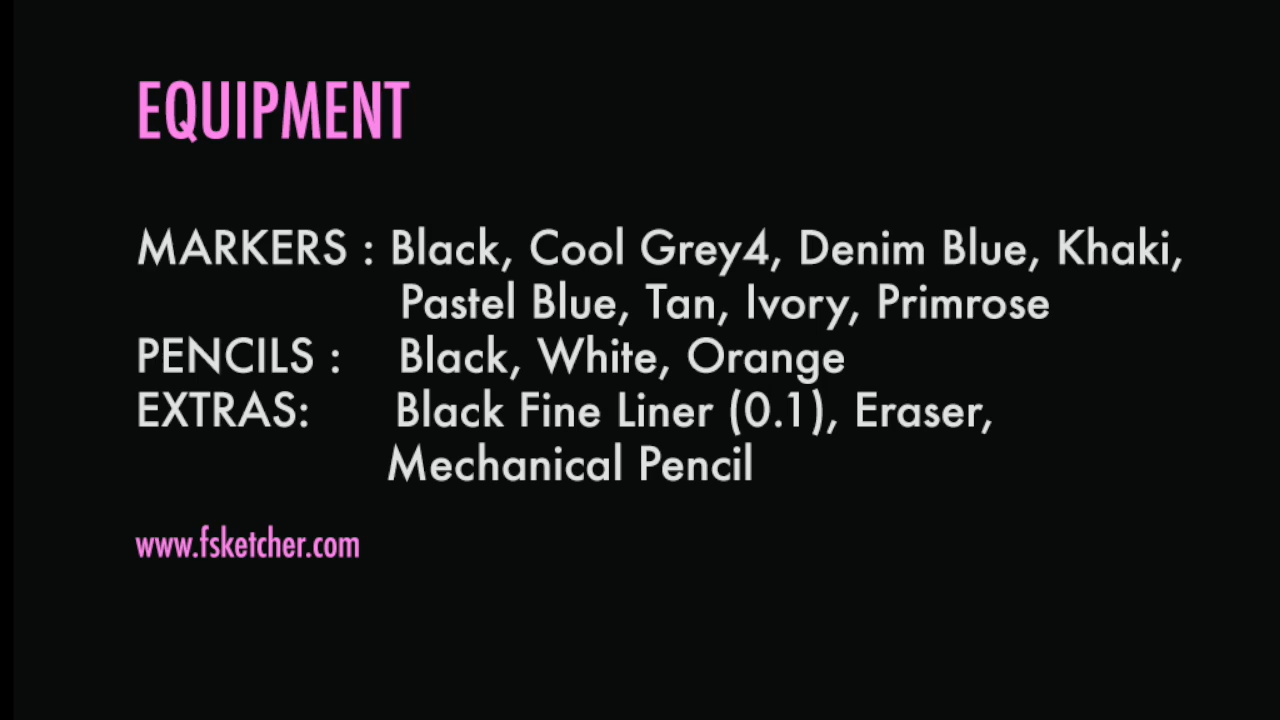 EQUIPMENT
MARKERS : Black, Cool Grey4, Denim Blue, Khaki,
Pastel Blue, Tan, Ivory, Primrose
PENCILS : Black, White, Orange
EXTRAS: Black Fine Liner (0.1), Eraser,
Mechanical Pencil
www.fsketcher.com